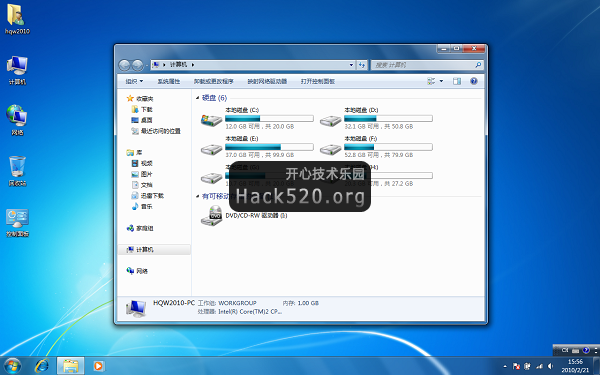 hqw2010
计算机
网络
回收站
控制面板
计算机
搜索 计算机
组织
系统属性
卸载或更改程序
映射网络驱动器
打开控制面板
收藏夹
下载
桌面
最近访问的位置
库
视频
图片
文档
迅雷下载
音乐
家庭组
计算机
网络
硬盘 (6)
本地磁盘 (C:)
12.0 GB 可用，共 20.0 GB
本地磁盘 (D:)
32.1 GB 可用，共 50.8 GB
本地磁盘 (E:)
37.0 GB 可用，共 99.9 GB
本地磁盘 (F:)
52.8 GB 可用，共 79.9 GB
共 27.2 GB
有可移动
DVD/CD-RW 驱动器 (I:)
开心技术乐园
Hack520.org
HQW2010-PC
工作组: WORKGROUP
内存: 1.00 GB
处理器: Intel(R) Core(TM)2 CP...
15:56
2010/2/21